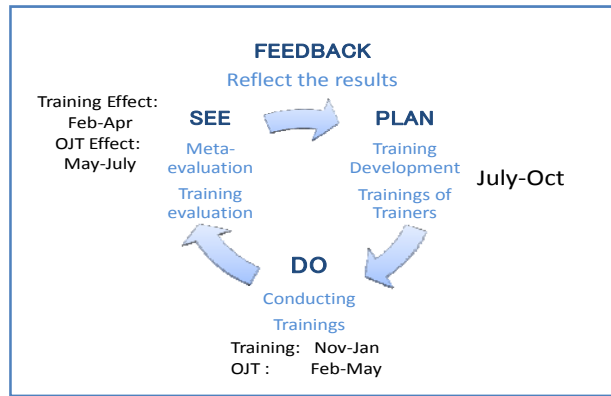 FEEDBACK
Reflect the results
Training Effect:
Feb-Apr
OJT Effect:
May-July
SEE
Meta-
evaluation
Training
evaluation
PLAN
Training
Development
Trainings of
Trainers
July-Oct
DO
Conducting
Trainings
Training: Nov-Jan
OJT : Feb-May